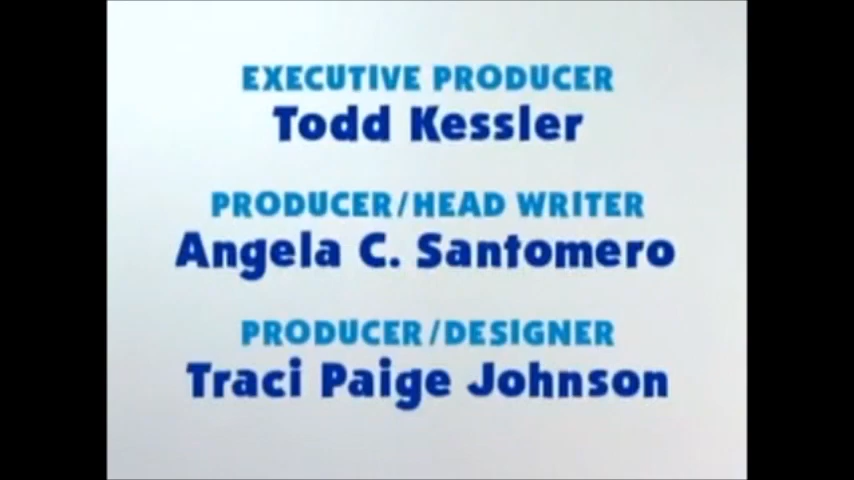 EXECUTIVE PRODUCER
Todd Kessler
PRODUCER/HEAD WRITER
Angela C. Santomero
PRODUCER/DESIGNER
Traci Paige Johnson